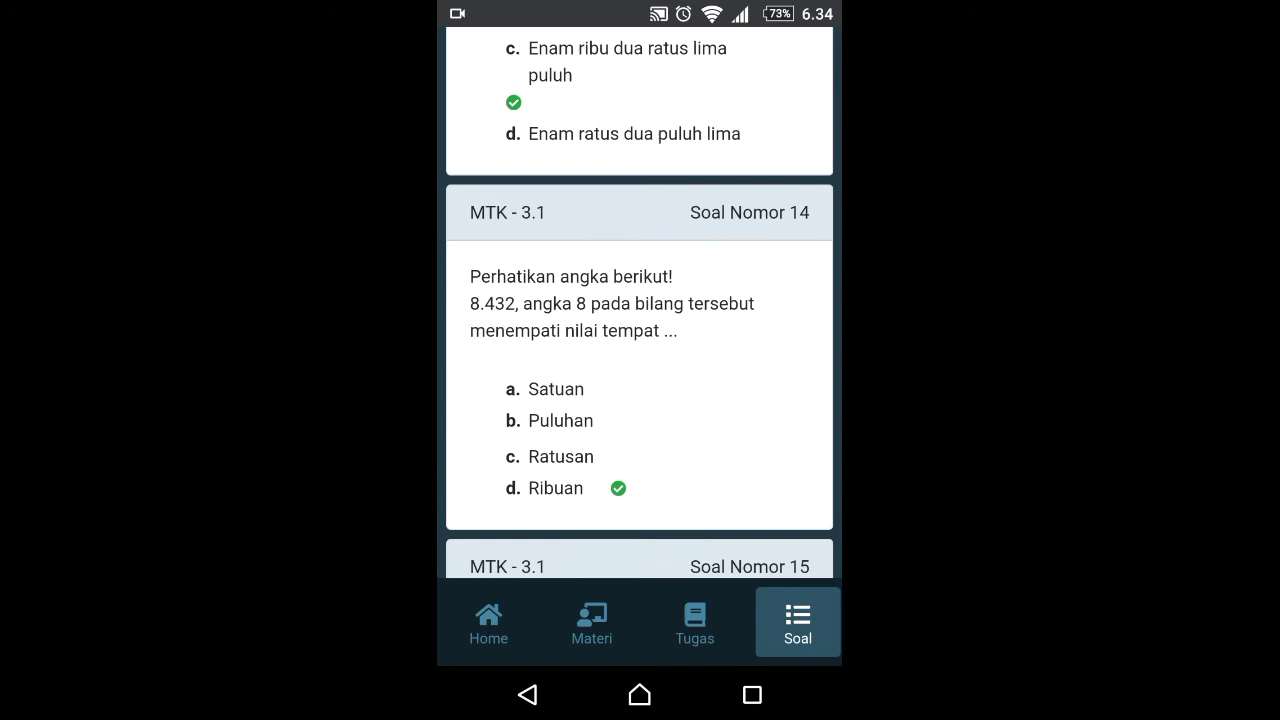 73% 6.34
c. Enam ribu dua ratus lima
puluh
d. Enam ratus dua puluh lima
MTK - 3.1 Soal Nomor 14
Perhatikan angka berikut!
8.432, angka 8 pada bilang tersebut
menempati nilai tempat ...
a. Satuan
b. Puluhan
c. Ratusan
d. Ribuan
MTK - 3.1 Soal Nomor 15
Home Materi Tugas Soal